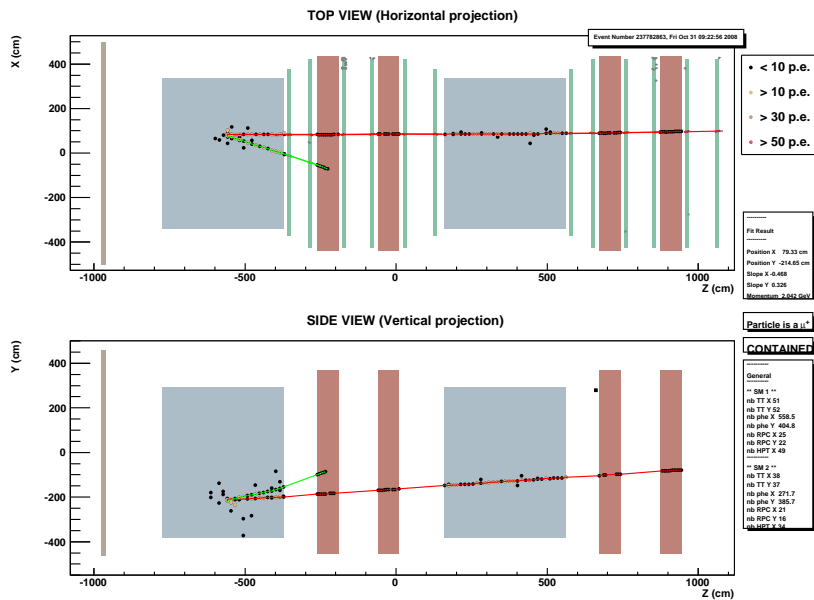 TOP VIEW (Horizontal projection)
Event Number 237782863, Fri Oct 31 09:22:56 2008
X (cm)
400
200
0
-200
-400
-1000
-500
0
500
1000
Z (cm)
< 10 p.e.
> 10 p.e.
> 30 p.e.
> 50 p.e.
----------
Fit Result
----------
Position X 79.33 cm
Position Y -214.65 cm
Slope X -0.468
Slope Y 0.326
Momentum 2.042 GeV
Particle is a μ+
CONTAINED
SIDE VIEW (Vertical projection)
Y (cm)
400
200
0
-200
-400
-1000
-500
0
500
1000
Z (cm)
----------
General
----------
** SM 1 **
nb TT X 51
nb TT Y 52
nb phe X 558.5
nb phe Y 404.8
nb RPC X 25
nb RPC Y 22
nb HPT X 49
----------
** SM 2 **
nb TT X 38
nb TT Y 37
nb phe X 271.7
nb phe Y 385.7
nb RPC X 21
nb RPC Y 16
nb HPT X 34